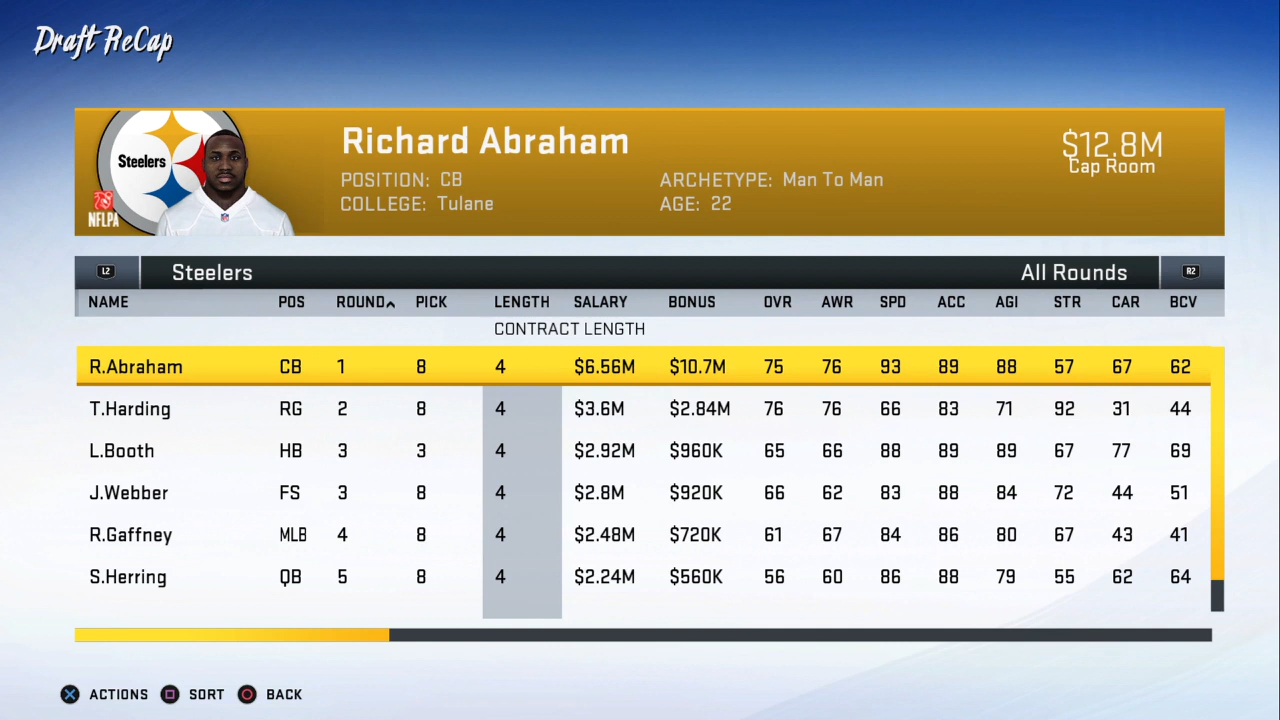 Draft ReCap
Steelers
NFLPA
Richard Abraham
POSITION: CB
COLLEGE: Tulane
ARCHETYPE: Man To Man
AGE: 22
$12.8M
Cap Room
L2 Steelers All Rounds R2
NAME POS ROUND PICK LENGTH SALARY BONUS OVR AWR SPD ACC AGI STR CAR BCV
CONTRACT LENGTH
R.Abraham CB 1 8 4 $6.56M $10.7M 75 76 93 89 88 57 67 62
T.Harding RG 2 8 4 $3.6M $2.84M 76 76 66 83 71 92 31 44
L.Booth HB 3 3 4 $2.92M $960K 65 66 88 89 89 67 77 69
J.Webber FS 3 8 4 $2.8M $920K 66 62 83 88 84 72 44 51
R.Gaffney MLB 4 8 4 $2.48M $720K 61 67 84 86 80 67 43 41
S.Herring QB 5 8 4 $2.24M $560K 56 60 86 88 79 55 62 64
ACTIONS SORT BACK